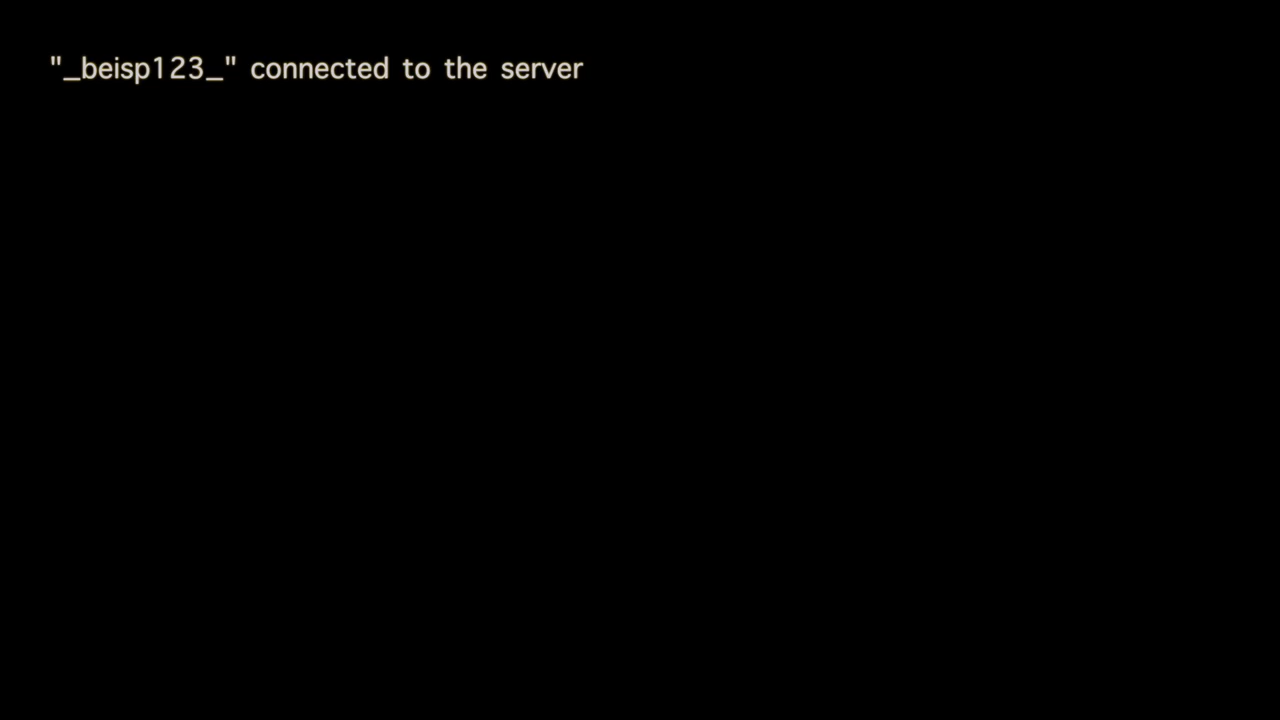 "_beisp123_" connected to the server